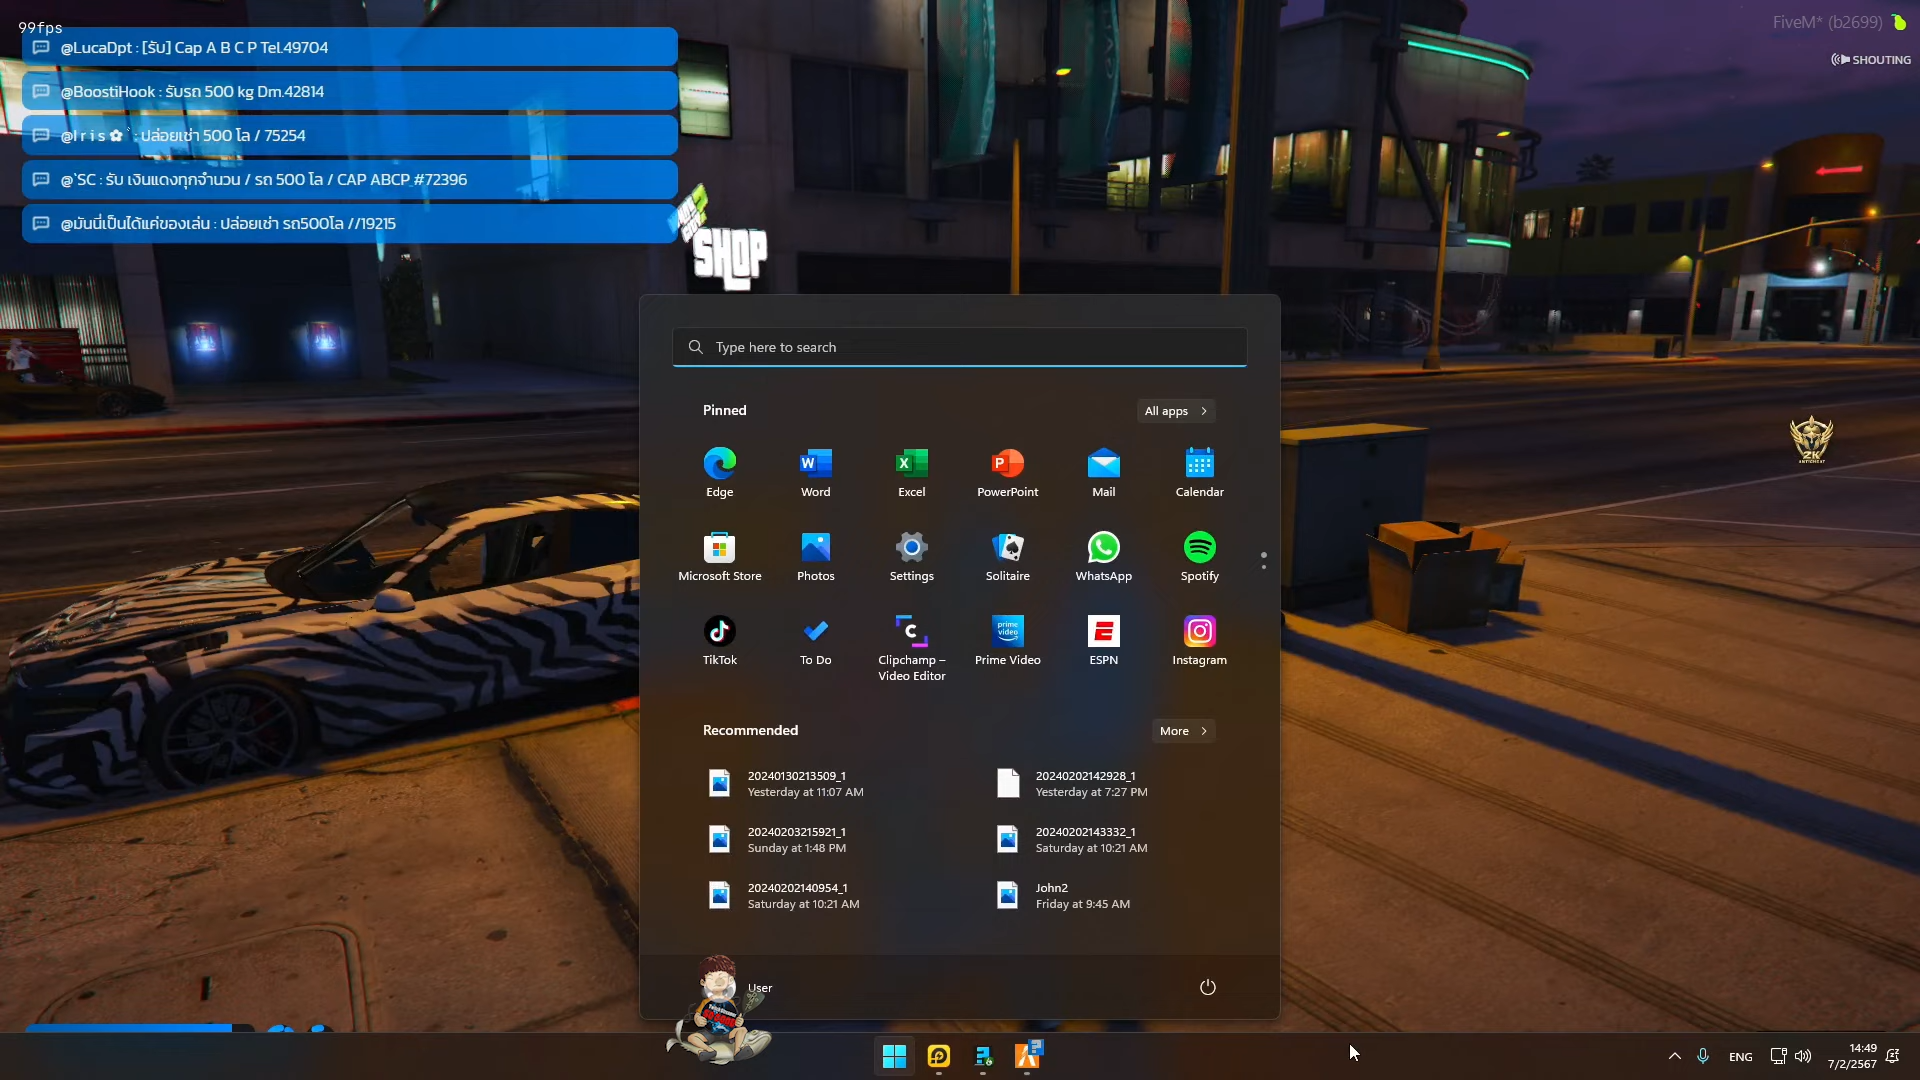 99fps
FiveM* (b2699)
SHOUTING
@LucaDpt : [รับ] Cap A B C P Tel.49704
@BoostiHook : รับรถ 500 kg Dm.42814
@I r i s ✿ ` : ปล่อยเช่า 500 โล / 75254
@`SC : รับ เงินแดงทุกจำนวน / รถ 500 โล / CAP ABCP #72396
@มันนี่เป็นได้แค่ของเล่น : ปล่อยเช่า รถ500โล //19215
SHOP
Type here to search
Pinned
All apps
Edge
Word
Excel
PowerPoint
Mail
Calendar
Microsoft Store
Photos
Settings
Solitaire
WhatsApp
Spotify
TikTok
To Do
Clipchamp –
Video Editor
prime
video
Prime Video
ESPN
Instagram
2K
ANTICHEAT
Recommended
More
20240130213509_1
Yesterday at 11:07 AM
20240202142928_1
Yesterday at 7:27 PM
20240203215921_1
Sunday at 1:48 PM
20240202143332_1
Saturday at 10:21 AM
20240202140954_1
Saturday at 10:21 AM
John2
Friday at 9:45 AM
User
ENG
14:49
7/2/2567